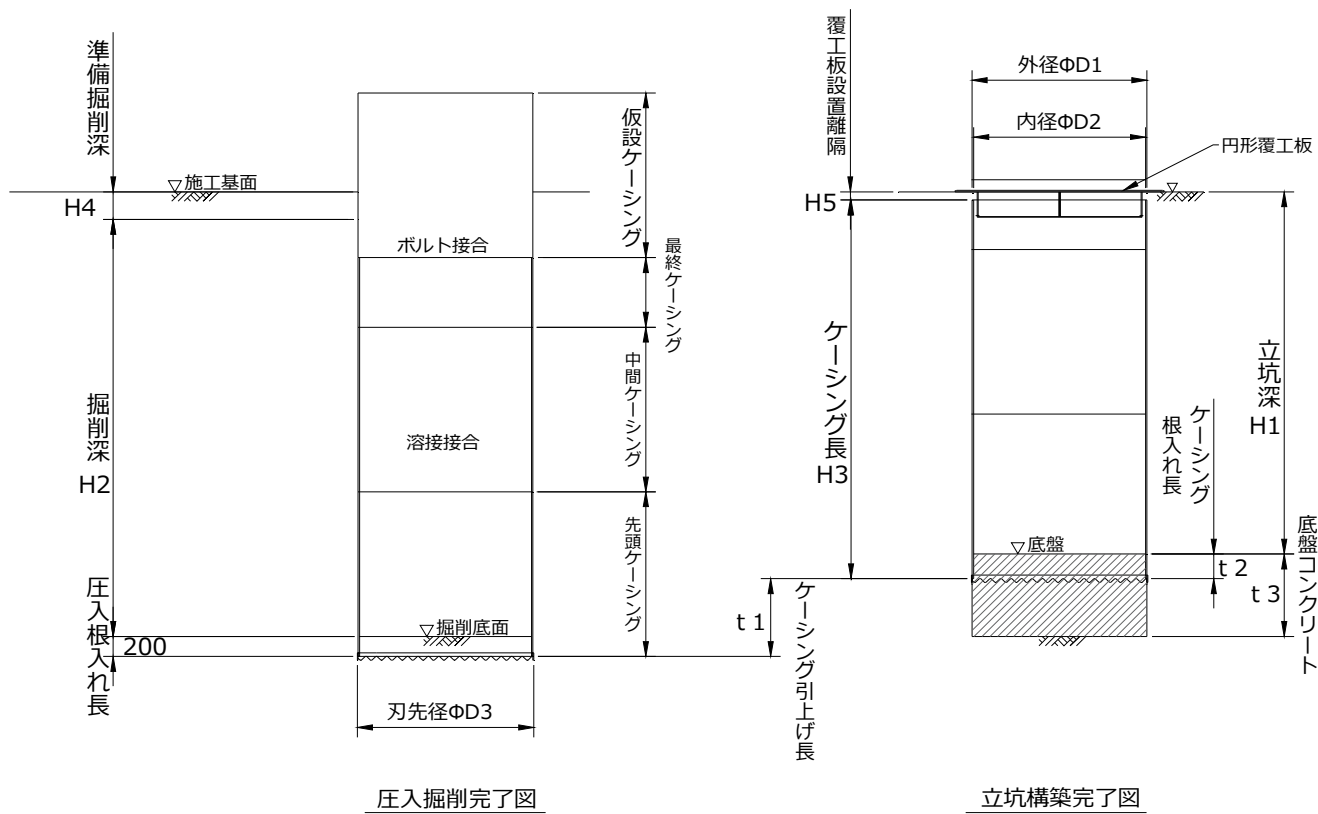 準備掘削深
H4
施工基面
掘削深
H2
圧入根入れ長
200
ボルト接合
溶接接合
掘削底面
刃先径ΦD3
仮設ケーシング
最終ケーシング
中間ケーシング
先頭ケーシング
圧入掘削完了図
覆工板設置離隔
H5
外径ΦD1
内径ΦD2
円形覆工板
ケーシング長
H3
立坑深
H1
ケーシング
根入れ長
底盤
t 2
t 3
底盤コンクリート
t 1
ケーシング引上げ長
立坑構築完了図